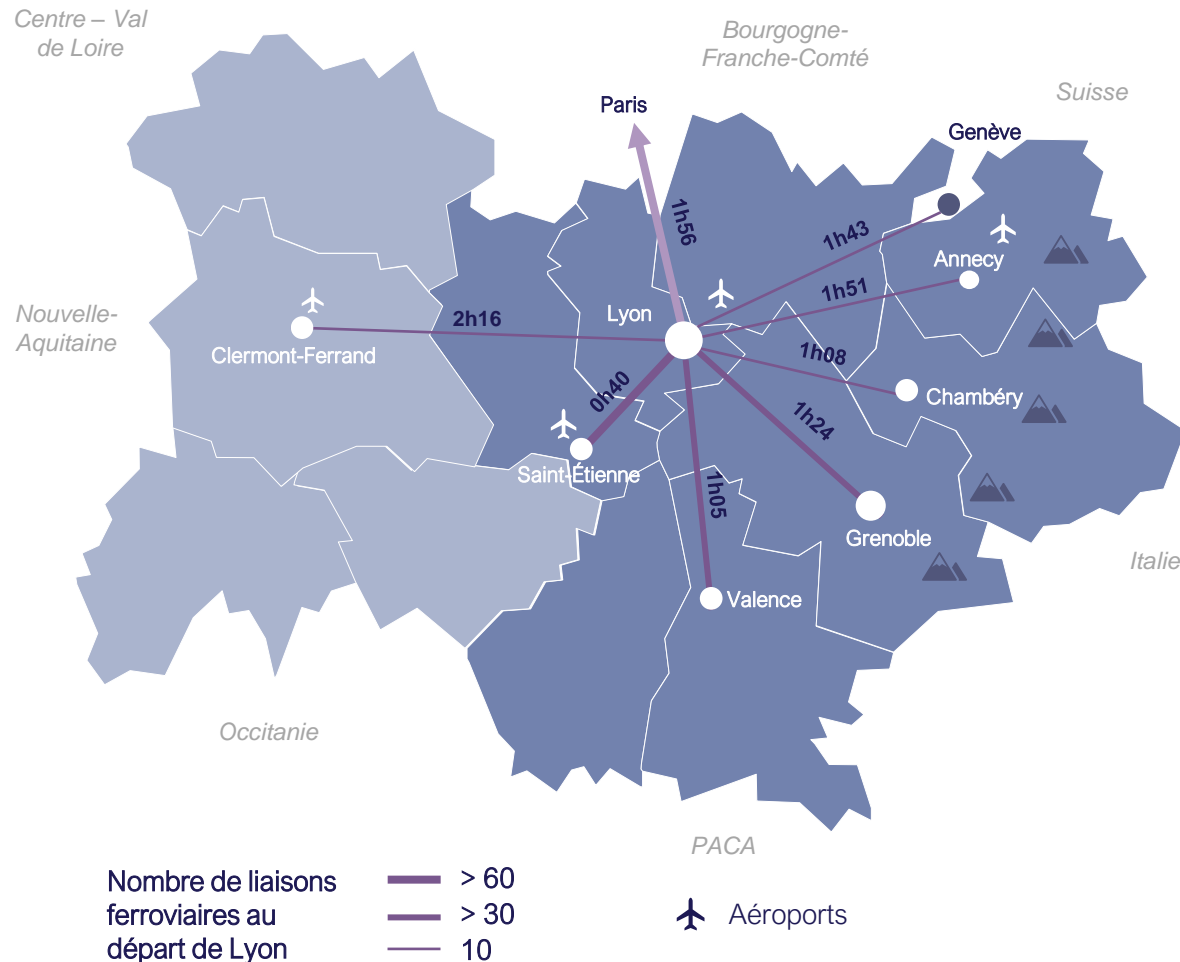 Centre – Val
de Loire
Bourgogne-
Franche-Comté
Suisse
Paris
Genève
1h56
1h43
Annecy
1h51
Nouvelle-
Aquitaine
Lyon
2h16
Clermont-Ferrand
1h08
0h40
Chambéry
1h24
Saint-Étienne
1h05
Grenoble
Italie
Valence
Occitanie
PACA
Nombre de liaisons
ferroviaires au
départ de Lyon
> 60
> 30
10
Aéroports